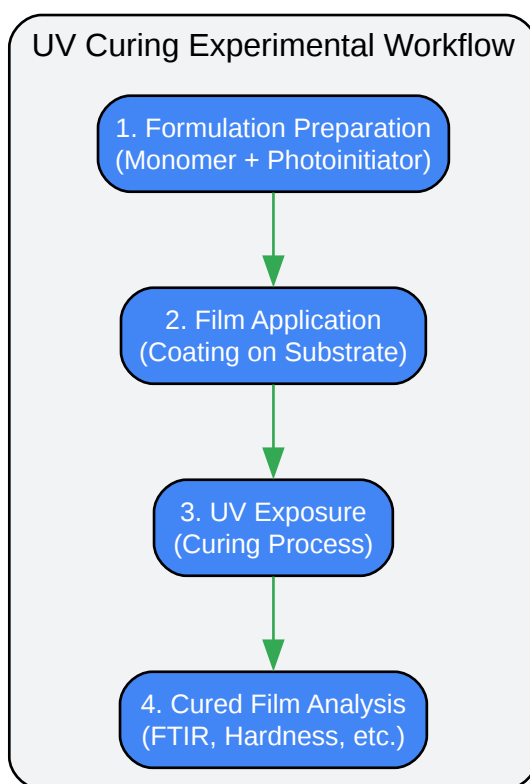 UV Curing Experimental Workflow
1. Formulation Preparation
(Monomer + Photoinitiator)
2. Film Application
(Coating on Substrate)
3. UV Exposure
(Curing Process)
4. Cured Film Analysis
(FTIR, Hardness, etc.)